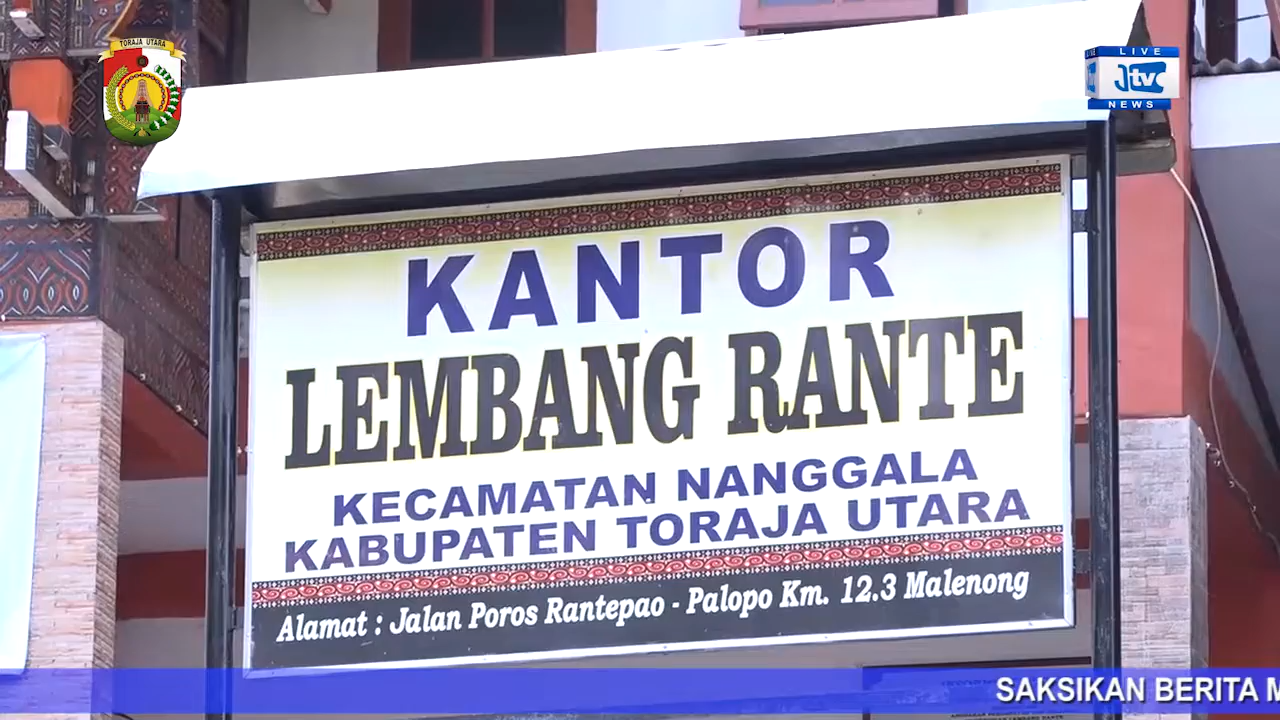 TORAJA UTARA
LIVE
Jtvc
NEWS
KANTOR
LEMBANG RANTE
KECAMATAN NANGGALA
KABUPATEN TORAJA UTARA
Alamat : Jalan Poros Rantepao - Palopo Km. 12.3 Malenong
SAKSIKAN BERITA